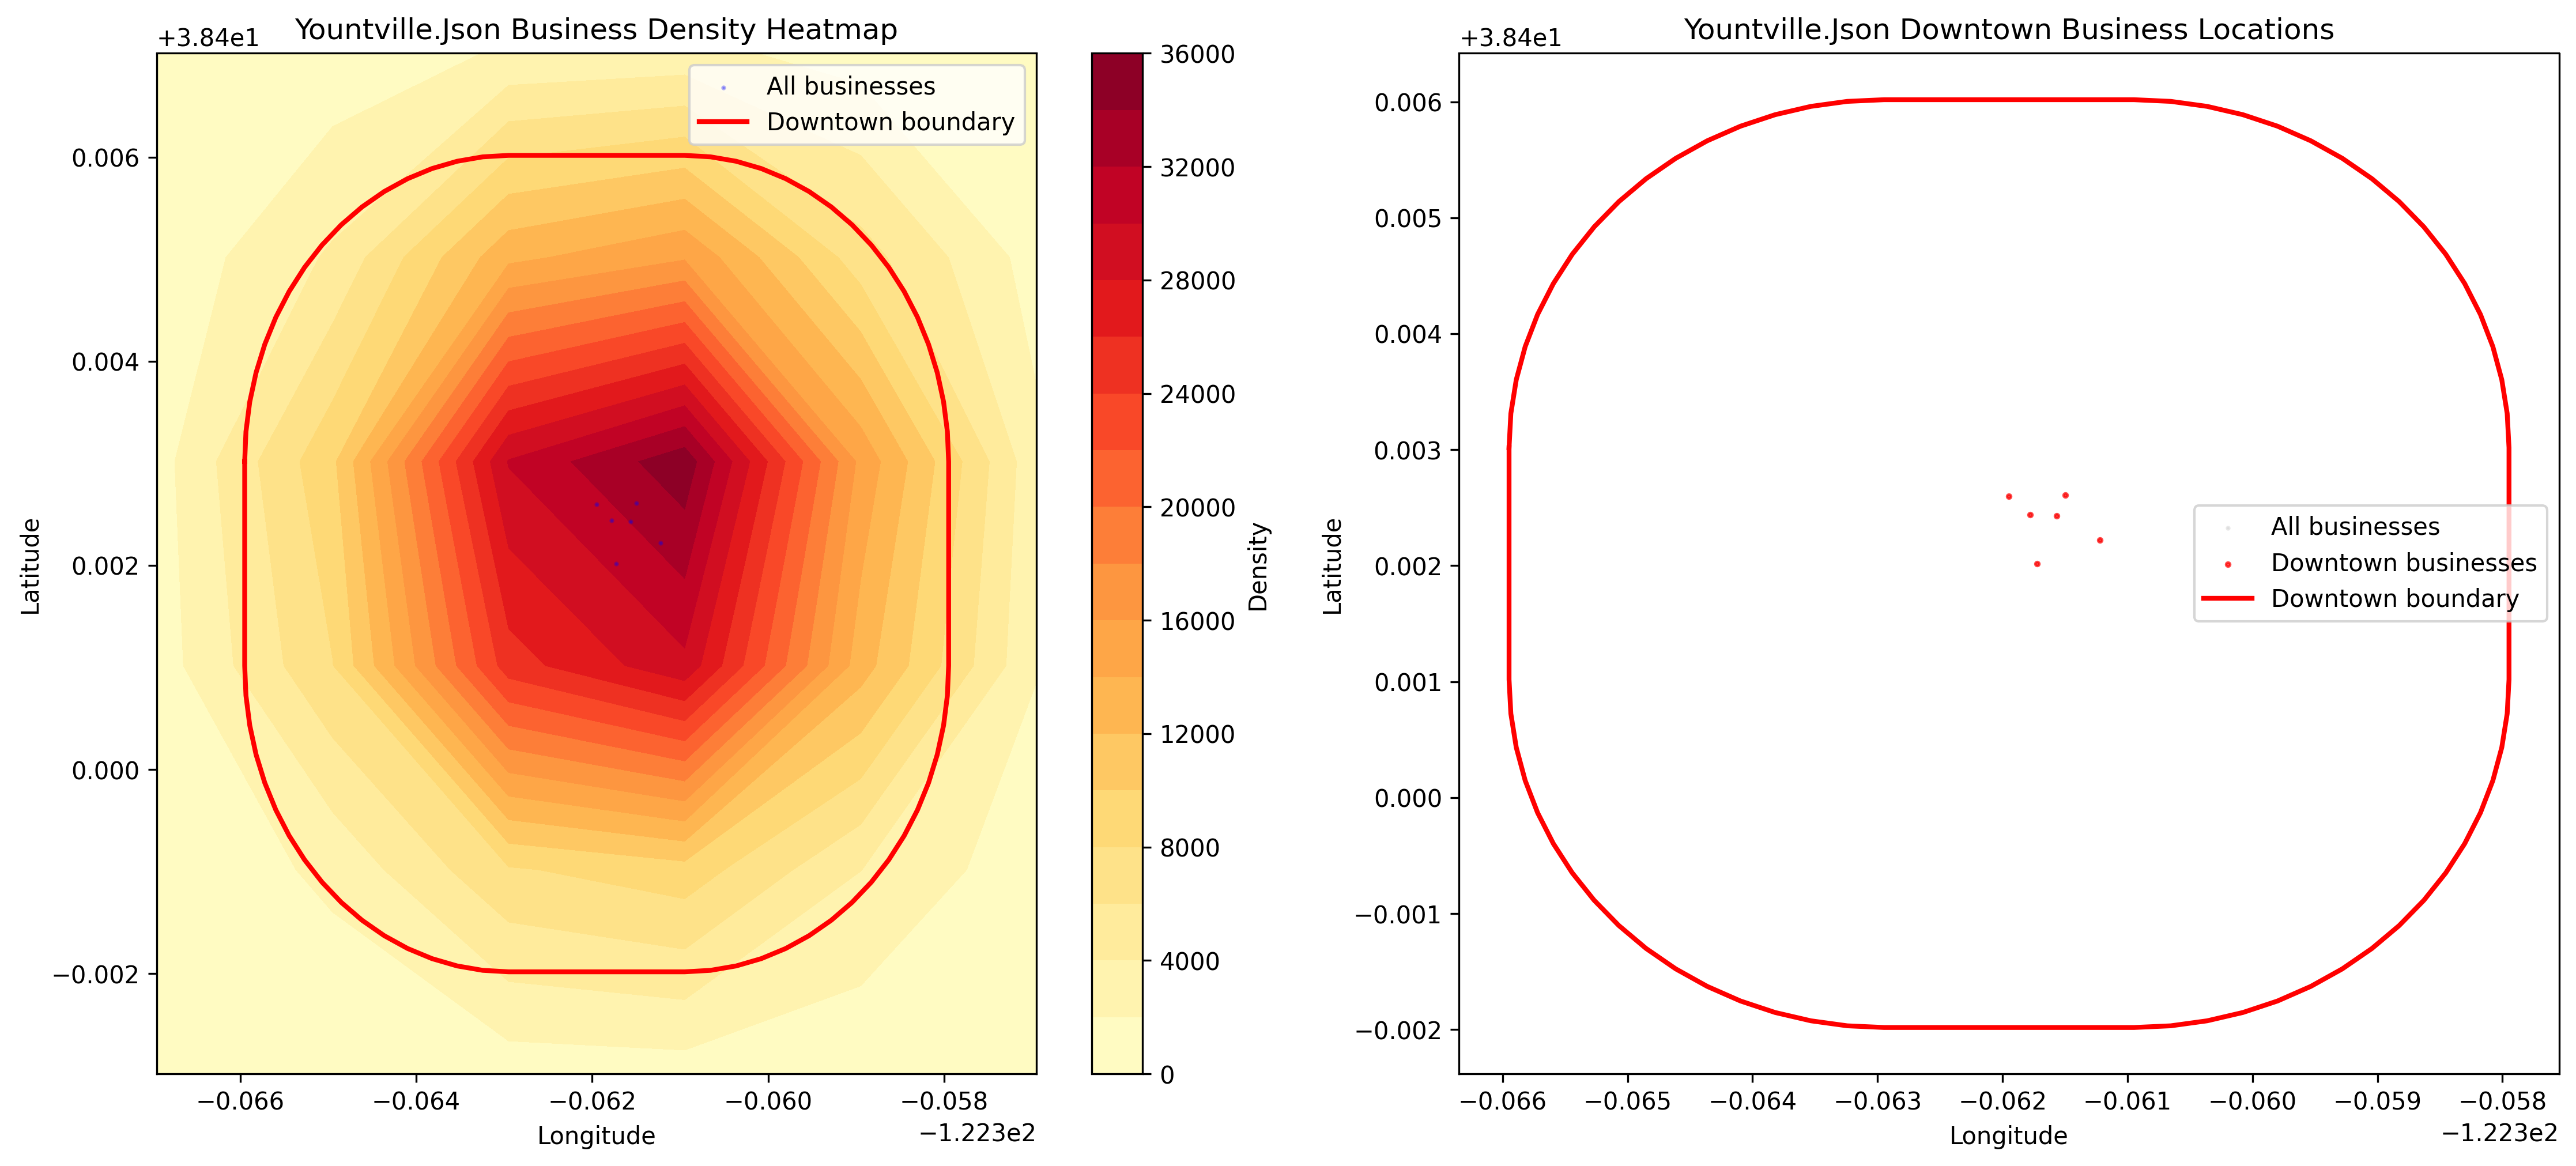 Yountville.Json Business Density Heatmap
+3.84e1
All businesses
Downtown boundary
0.006
0.004
0.002
0.000
−0.002
Latitude
−0.066
−0.064
−0.062
−0.060
−0.058
Longitude
−1.223e2
36000
32000
28000
24000
20000
16000
12000
8000
4000
0
Density
Yountville.Json Downtown Business Locations
+3.84e1
0.006
0.005
0.004
0.003
0.002
0.001
0.000
−0.001
−0.002
Latitude
All businesses
Downtown businesses
Downtown boundary
−0.066
−0.065
−0.064
−0.063
−0.062
−0.061
−0.060
−0.059
−0.058
Longitude
−1.223e2